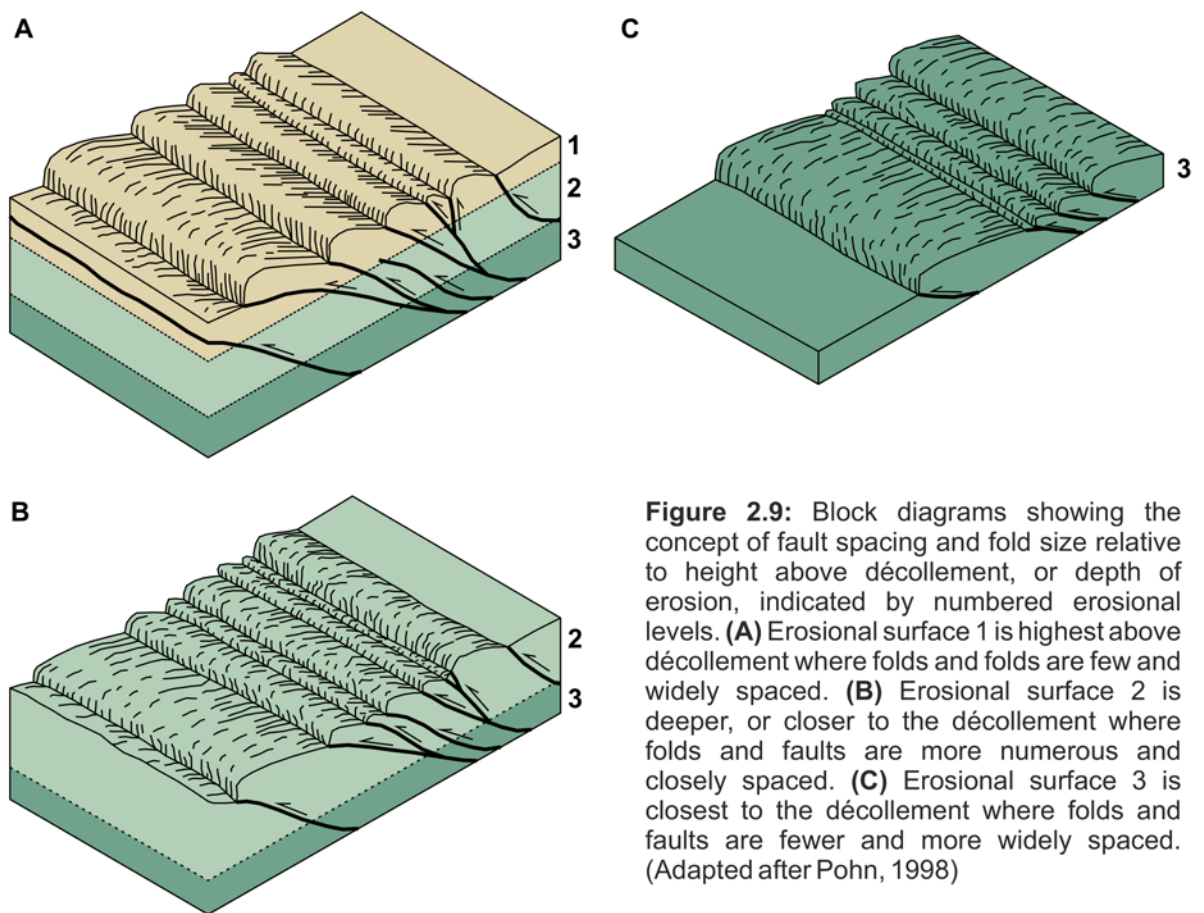 A
1
2
3
C
3
B
2
3
Figure 2.9: Block diagrams showing the
concept of fault spacing and fold size relative
to height above décollement, or depth of
erosion, indicated by numbered erosional
levels. (A) Erosional surface 1 is highest above
décollement where folds and folds are few and
widely spaced. (B) Erosional surface 2 is
deeper, or closer to the décollement where
folds and faults are more numerous and
closely spaced. (C) Erosional surface 3 is
closest to the décollement where folds and
faults are fewer and more widely spaced.
(Adapted after Pohn, 1998)